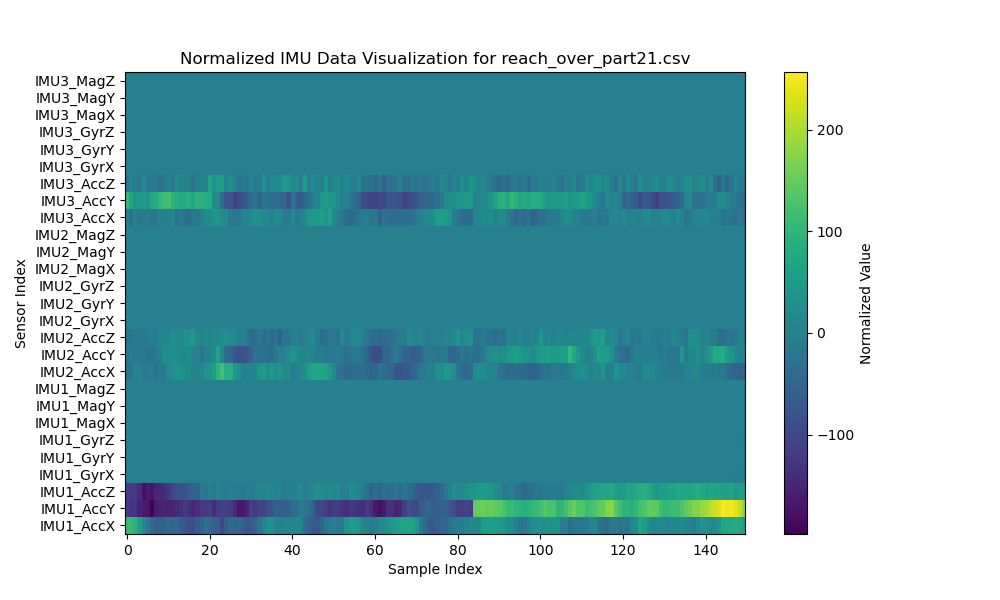 Normalized IMU Data Visualization for reach_over_part21.csv
Sensor Index
IMU3_MagZ
IMU3_MagY
IMU3_MagX
IMU3_GyrZ
IMU3_GyrY
IMU3_GyrX
IMU3_AccZ
IMU3_AccY
IMU3_AccX
IMU2_MagZ
IMU2_MagY
IMU2_MagX
IMU2_GyrZ
IMU2_GyrY
IMU2_GyrX
IMU2_AccZ
IMU2_AccY
IMU2_AccX
IMU1_MagZ
IMU1_MagY
IMU1_MagX
IMU1_GyrZ
IMU1_GyrY
IMU1_GyrX
IMU1_AccZ
IMU1_AccY
IMU1_AccX
0 20 40 60 80 100 120 140
Sample Index
200
100
0
−100
Normalized Value